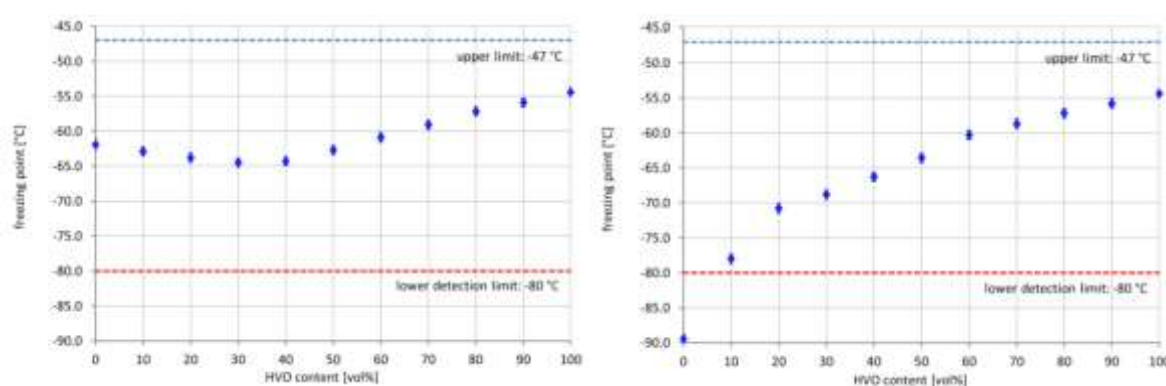 -45.0
upper limit: -47 °C
-50.0
-55.0
-60.0
-65.0
-70.0
-75.0
-80.0
lower detection limit: -80 °C
-85.0
-90.0
0 10 20 30 40 50 60 70 80 90 100
HVO content [vol%]
freezing point [°C]
-45.0
upper limit: -47 °C
-50.0
-55.0
-60.0
-65.0
-70.0
-75.0
-80.0
lower detection limit: -80 °C
-85.0
-90.0
0 10 20 30 40 50 60 70 80 90 100
HVO content [vol%]
freezing point [°C]